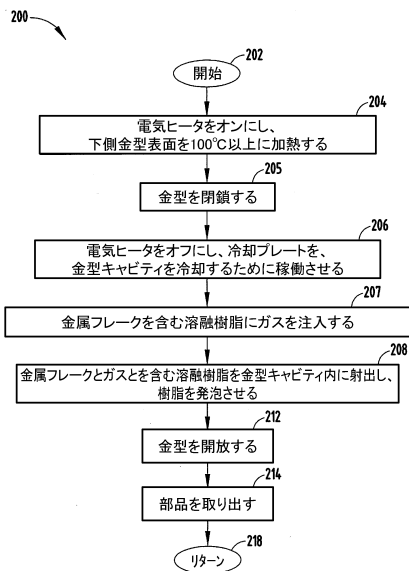 200
202
開始
204
電気ヒータをオンにし、
下側金型表面を100℃以上に加熱する
205
金型を閉鎖する
206
電気ヒータをオフにし、冷却プレートを、
金型キャビティを冷却するために稼働させる
207
金属フレークを含む溶融樹脂にガスを注入する
208
金属フレークとガスとを含む溶融樹脂を金型キャビティ内に射出し、
樹脂を発泡させる
212
金型を開放する
214
部品を取り出す
218
リターン